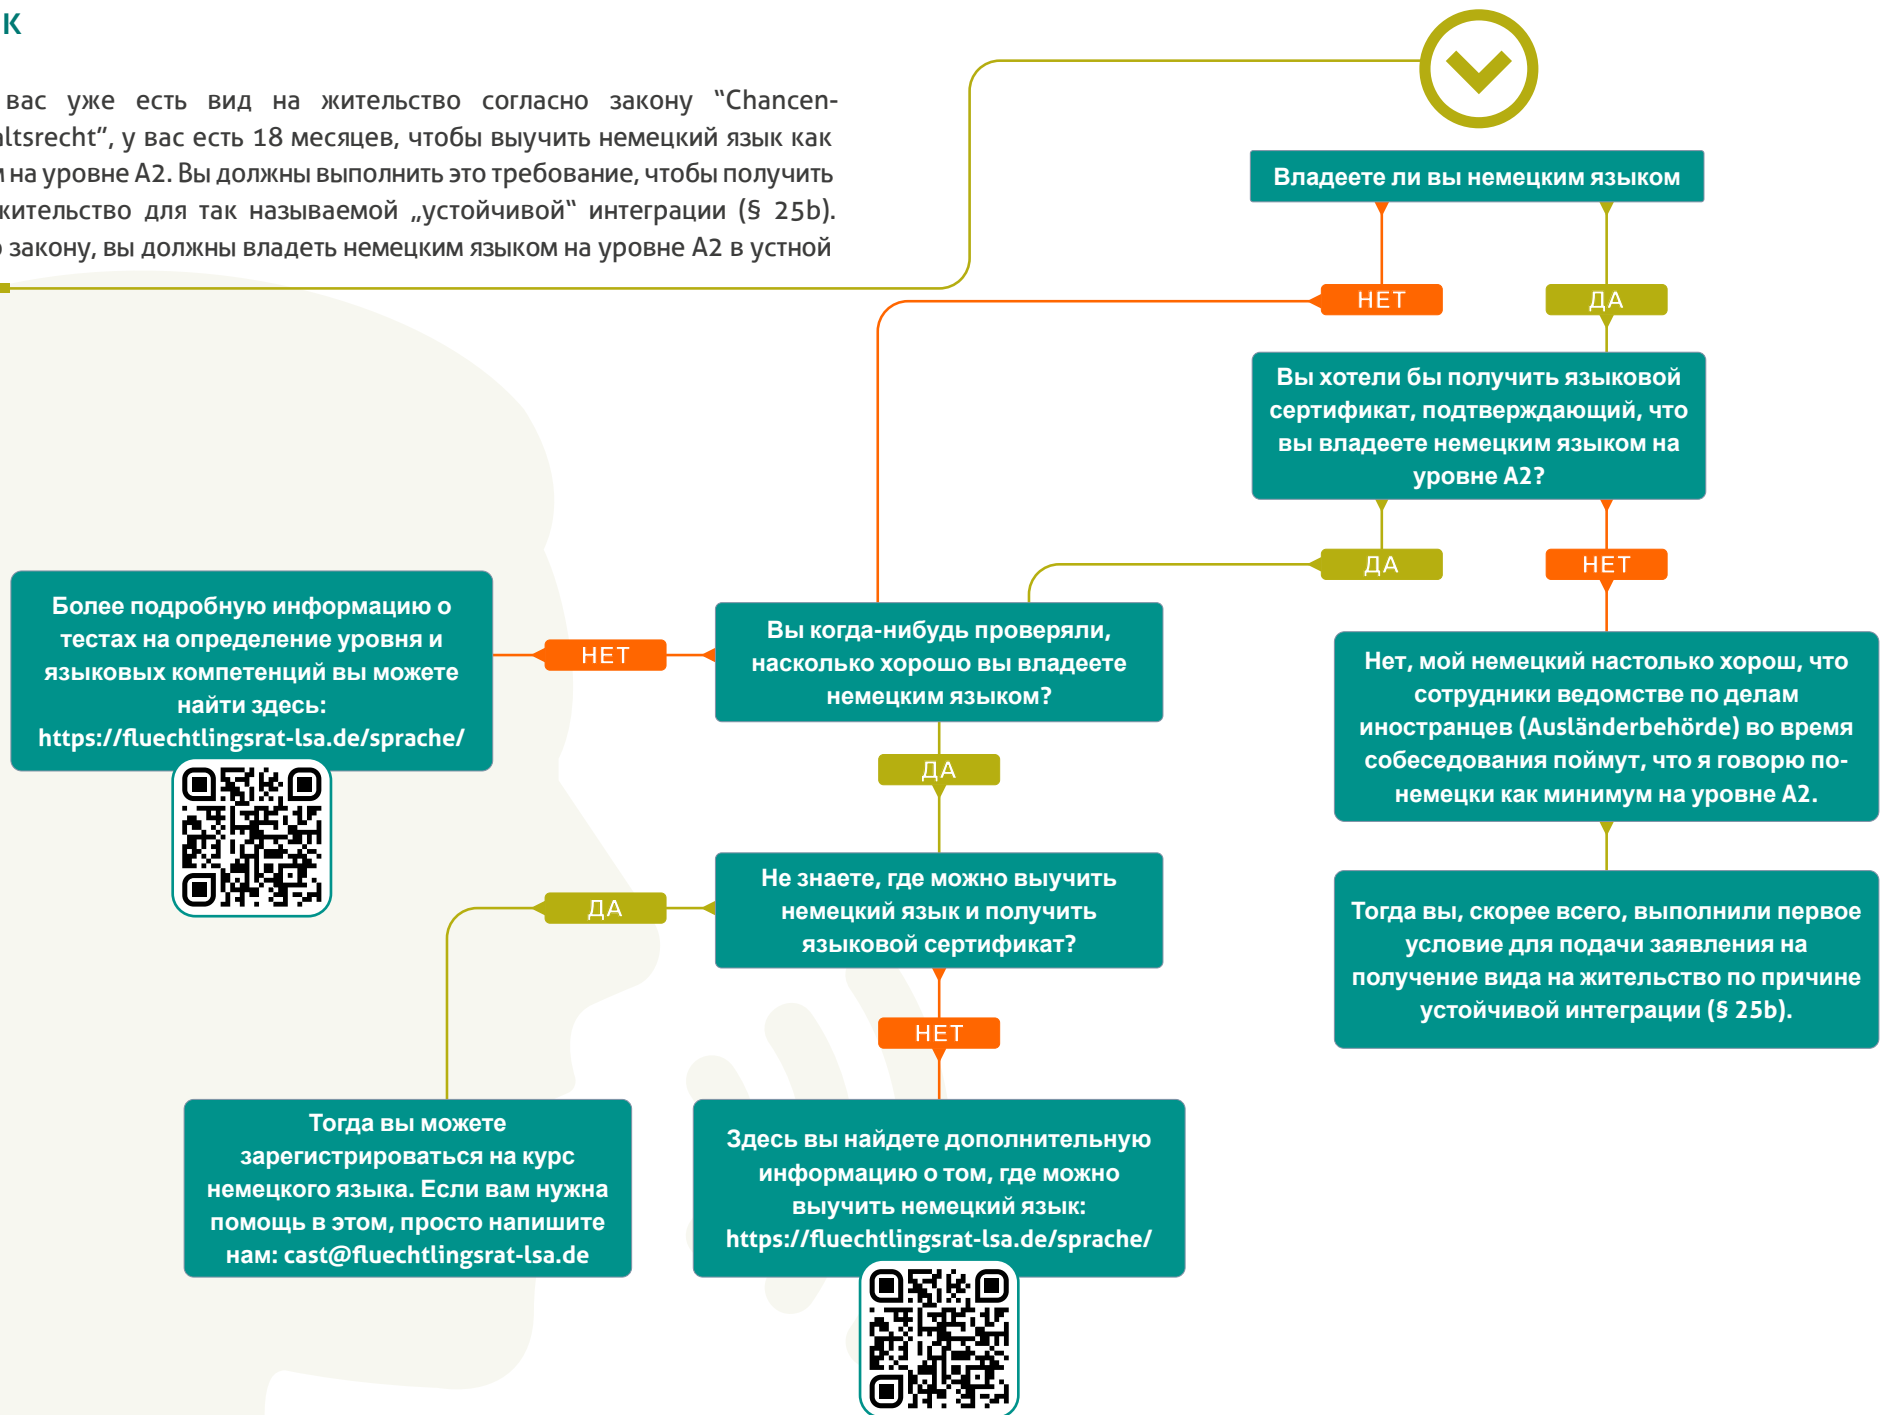 К
вас уже есть вид на жительство согласно закону “Chancen-
ltsrecht”, у вас есть 18 месяцев, чтобы выучить немецкий язык как
на уровне A2. Вы должны выполнить это требование, чтобы получить
жительство для так называемой „устойчивой“ интеграции (§ 25b).
закону, вы должны владеть немецким языком на уровне A2 в устной
Владеете ли вы немецким языком
НЕТ
ДА
Вы хотели бы получить языковой
сертификат, подтверждающий, что
вы владеете немецким языком на
уровне A2?
ДА
НЕТ
Более подробную информацию о
тестах на определение уровня и
языковых компетенций вы можете
найти здесь:
https://fluechtlingsrat-lsa.de/sprache/
НЕТ
Вы когда-нибудь проверяли,
насколько хорошо вы владеете
немецким языком?
Нет, мой немецкий настолько хорош, что
сотрудники ведомстве по делам
иностранцев (Ausländerbehörde) во время
собеседования поймут, что я говорю по-
немецки как минимум на уровне A2.
ДА
Не знаете, где можно выучить
немецкий язык и получить
языковой сертификат?
ДА
Тогда вы, скорее всего, выполнили первое
условие для подачи заявления на
получение вида на жительство по причине
устойчивой интеграции (§ 25b).
НЕТ
Тогда вы можете
зарегистрироваться на курс
немецкого языка. Если вам нужна
помощь в этом, просто напишите
нам: cast@fluechtlingsrat-lsa.de
Здесь вы найдете дополнительную
информацию о том, где можно
выучить немецкий язык:
https://fluechtlingsrat-lsa.de/sprache/